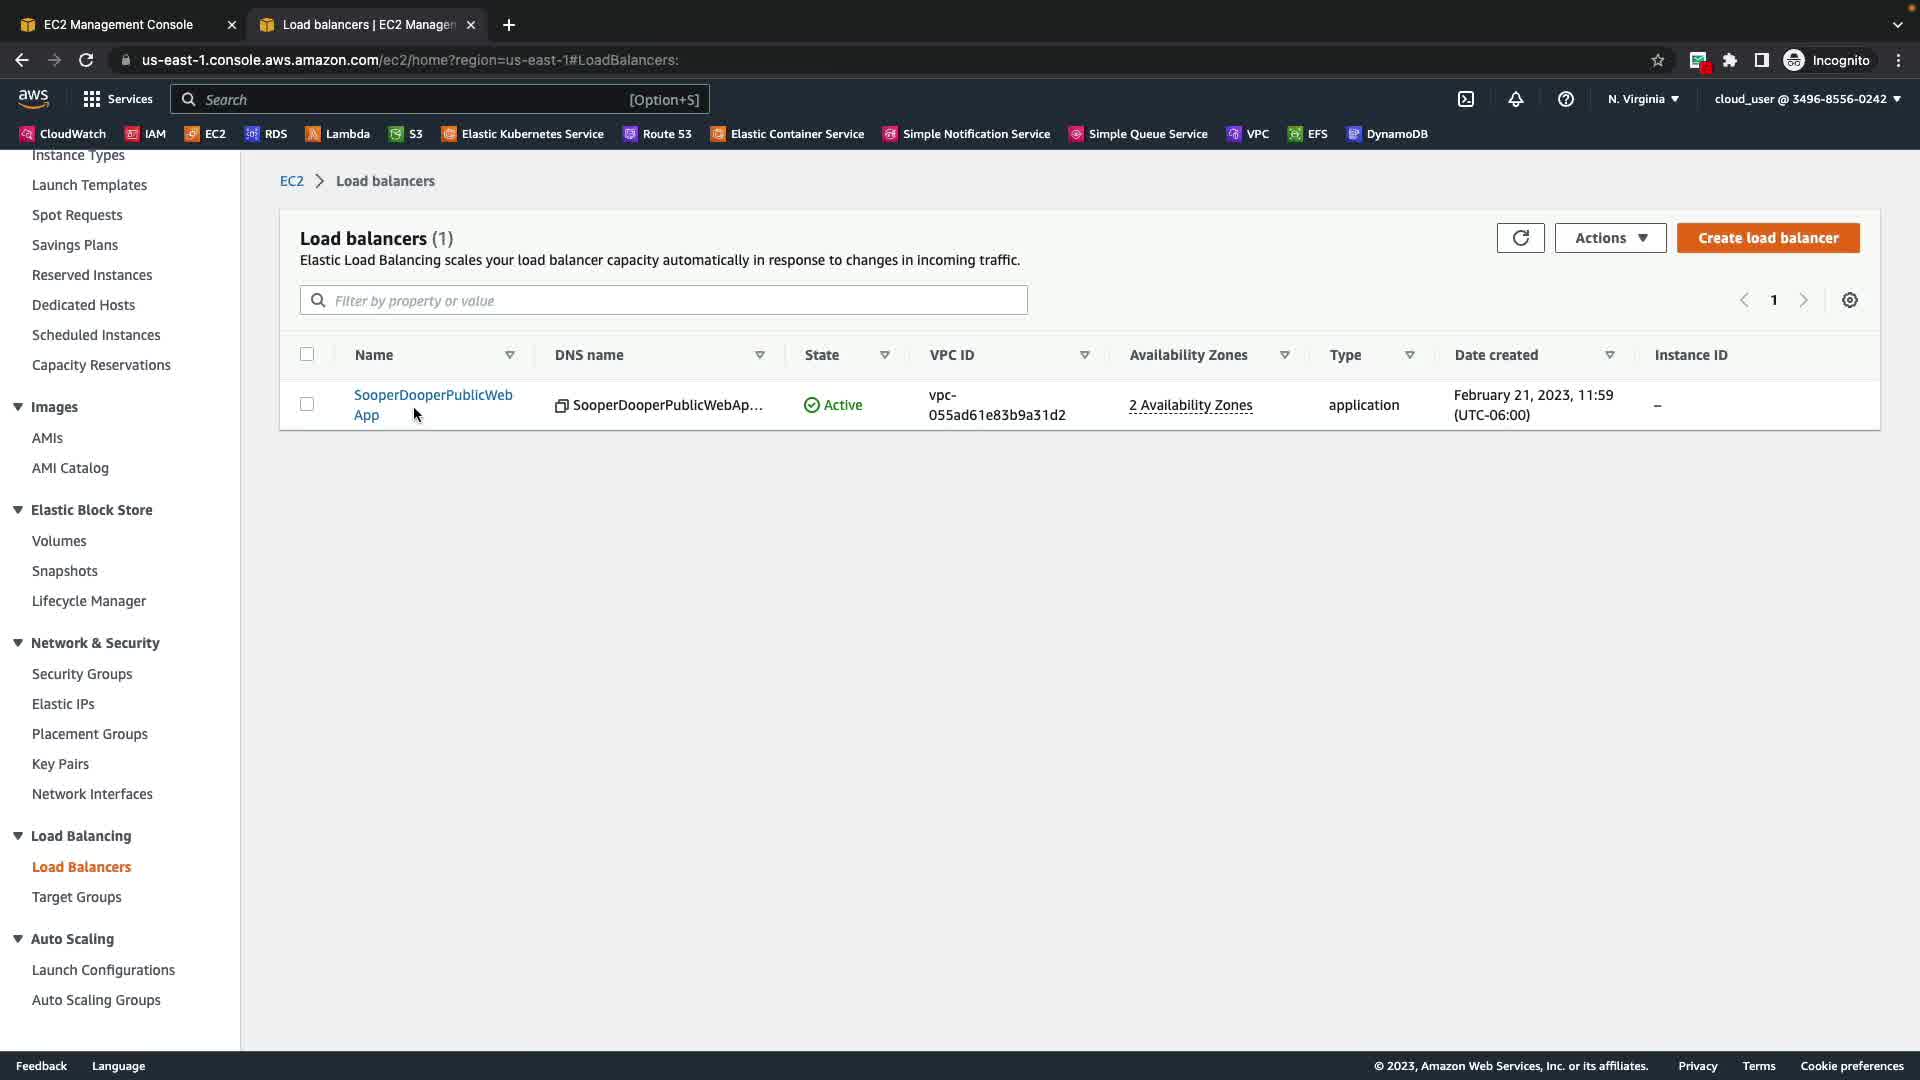 EC2 Management Console
Load balancers | EC2 Managen
us-east-1.console.aws.amazon.com/ec2/home?region=us-east-1#LoadBalancers:
Incognito
aws
Services
Search
[Option+S]
N. Virginia
cloud_user @ 3496-8556-0242
CloudWatch
IAM
EC2
RDS
Lambda
S3
Elastic Kubernetes Service
Route 53
Elastic Container Service
Simple Notification Service
Simple Queue Service
VPC
EFS
DynamoDB
Instance Types
Launch Templates
Spot Requests
Savings Plans
Reserved Instances
Dedicated Hosts
Scheduled Instances
Capacity Reservations
Images
AMIs
AMI Catalog
Elastic Block Store
Volumes
Snapshots
Lifecycle Manager
Network & Security
Security Groups
Elastic IPs
Placement Groups
Key Pairs
Network Interfaces
Load Balancing
Load Balancers
Target Groups
Auto Scaling
Launch Configurations
Auto Scaling Groups
EC2 > Load balancers
Load balancers (1)
Elastic Load Balancing scales your load balancer capacity automatically in response to changes in incoming traffic.
Actions
Create load balancer
Filter by property or value
1
Name
DNS name
State
VPC ID
Availability Zones
Type
Date created
Instance ID
SooperDooperPublicWeb
App
SooperDooperPublicWebAp...
Active
vpc-
055ad61e83b9a31d2
2 Availability Zones
application
February 21, 2023, 11:59
(UTC-06:00)
–
Feedback
Language
© 2023, Amazon Web Services, Inc. or its affiliates.
Privacy
Terms
Cookie preferences